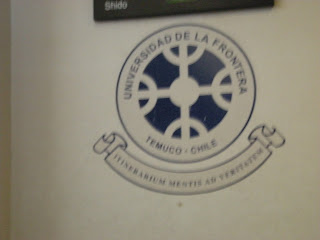 Shido
UNIVERSIDAD DE LA FRONTERA
TEMUCO - CHILE
ITINERARIUM MENTIS AD VERITATEM